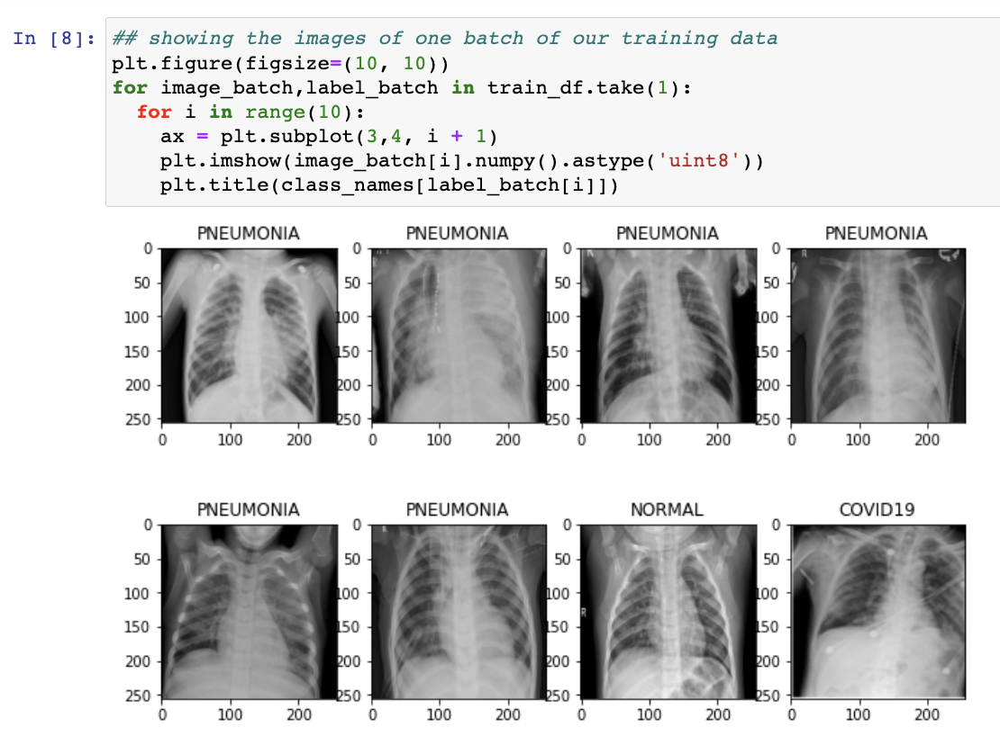 In [8]: ## showing the images of one batch of our training data
plt.figure(figsize=(10, 10))
for image_batch,label_batch in train_df.take(1):
  for i in range(10):
    ax = plt.subplot(3,4, i + 1)
    plt.imshow(image_batch[i].numpy().astype('uint8'))
    plt.title(class_names[label_batch[i]])
PNEUMONIA PNEUMONIA PNEUMONIA PNEUMONIA
0 0 0 0
R R
50 50 50 50
100 100 100 100
150 150 150 150
200 200 200 200
250 250 250 250
0 100 200 0 100 200 0 100 200 0 100 200
PNEUMONIA PNEUMONIA NORMAL COVID19
0 0 0 0
50 50 50 50
100 100 100 100
R
150 150 150 150
200 200 200 200
250 250 250 250
0 100 200 0 100 200 0 100 200 0 100 200